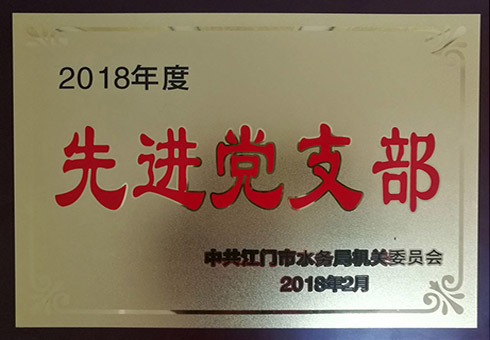 2018年度
先进党支部
中共江门市水务局机关委员会
2018年2月